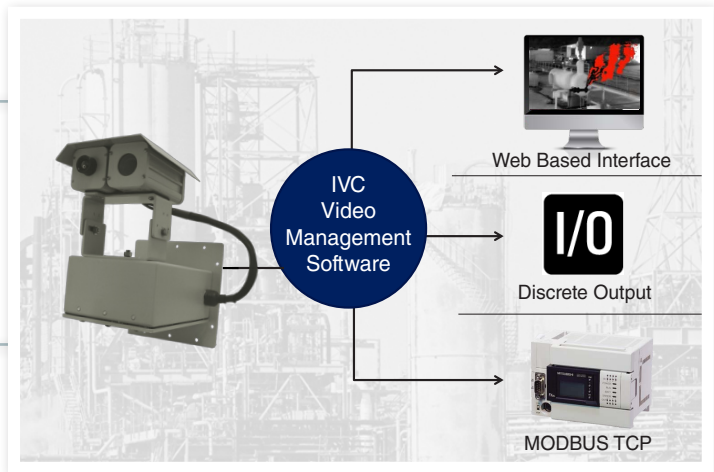 IVC
Video
Management
Software
Web Based Interface
I/O
Discrete Output
MODBUS TCP